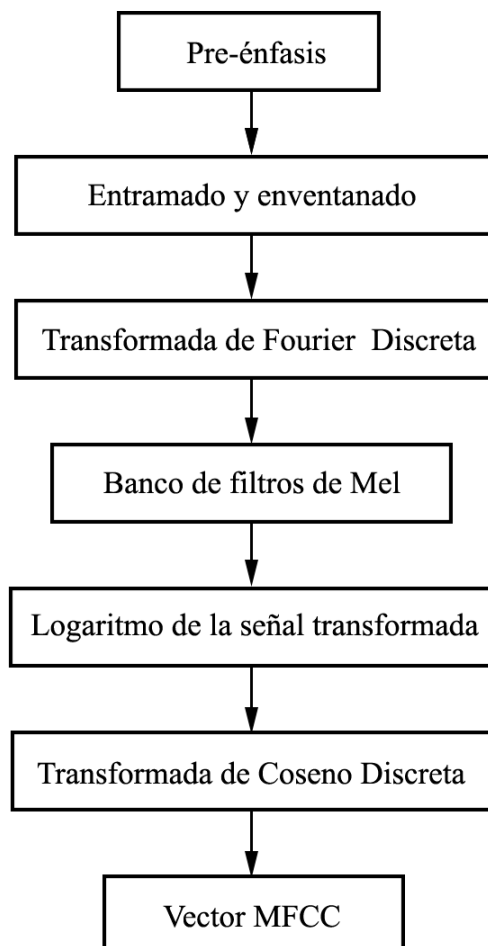 Pre-énfasis
Entramado y enventanado
Transformada de Fourier Discreta
Banco de filtros de Mel
Logaritmo de la señal transformada
Transformada de Coseno Discreta
Vector MFCC